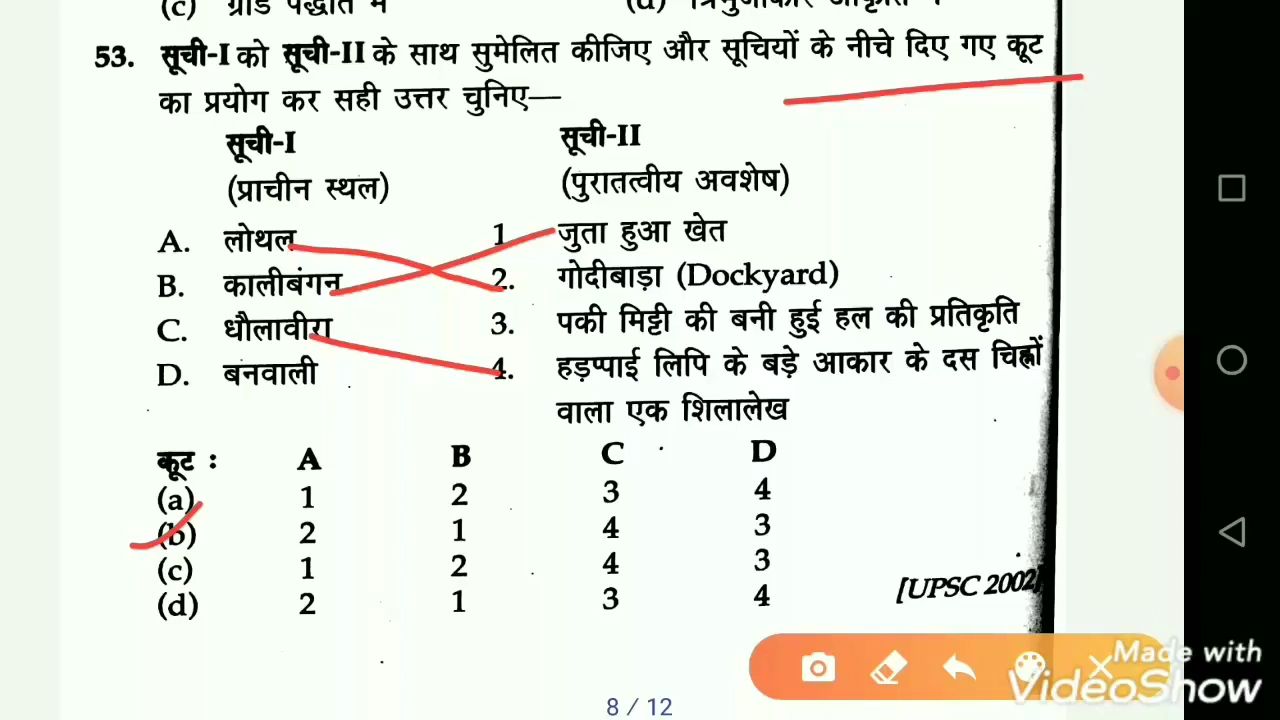 (c) ग्रीड पद्धति में
53. सूची-I को सूची-II के साथ सुमेलित कीजिए और सूचियों के नीचे दिए गए कूट
का प्रयोग कर सही उत्तर चुनिए—
सूची-I सूची-II
(प्राचीन स्थल) (पुरातत्वीय अवशेष)
A. लोथल 1 जुता हुआ खेत
B. कालीबंगन 2. गोदीबाड़ा (Dockyard)
C. धौलावीरा 3. पकी मिट्टी की बनी हुई हल की प्रतिकृति
D. बनवाली 4. हड़प्पाई लिपि के बड़े आकार के दस चिह्नों
वाला एक शिलालेख
कूट : A B C D
(a) 1 2 3 4
(b) 2 1 4 3
(c) 1 2 4 3
(d) 2 1 3 4
[UPSC 2002]
8 / 12
Made with
VideoShow